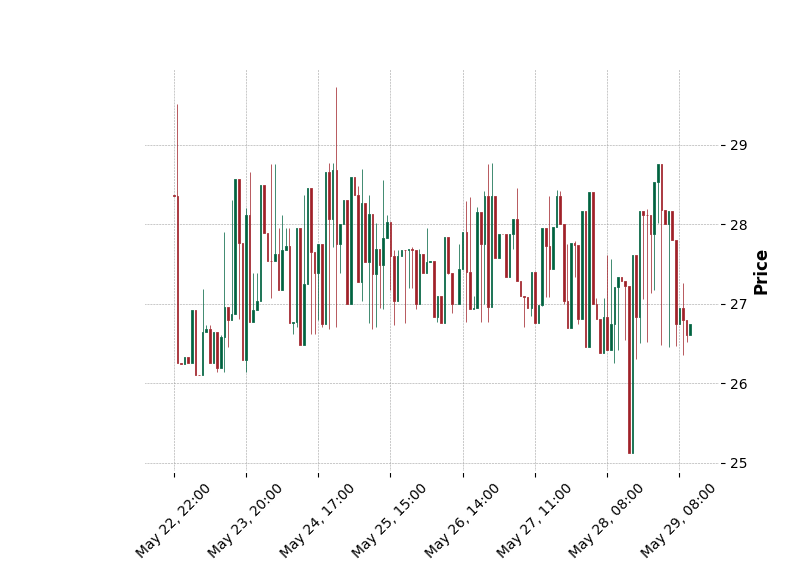 29
28
27
26
25
Price
May 22, 22:00
May 23, 20:00
May 24, 17:00
May 25, 15:00
May 26, 14:00
May 27, 11:00
May 28, 08:00
May 29, 08:00